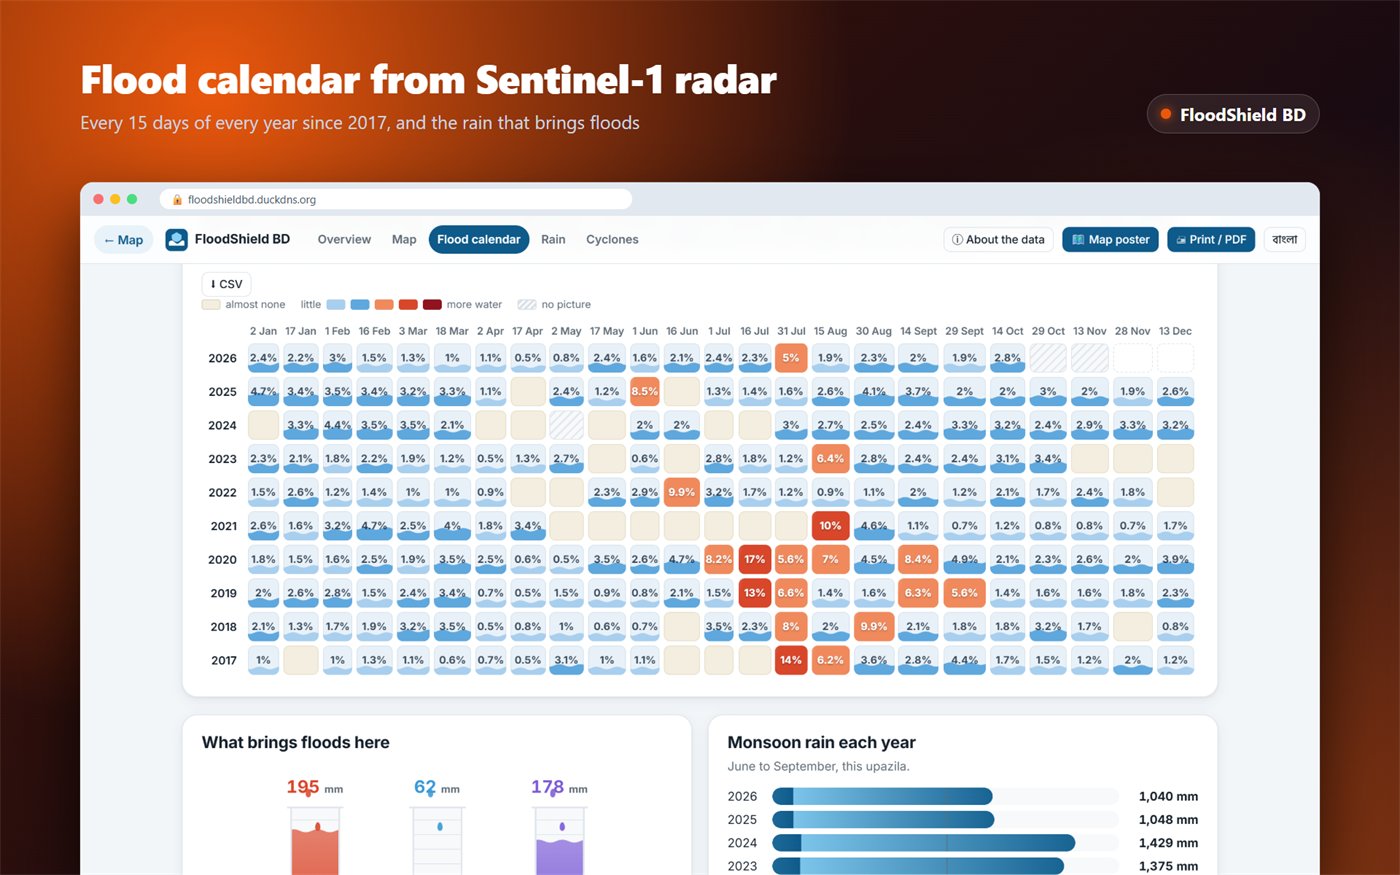 Flood calendar from Sentinel-1 radar
Every 15 days of every year since 2017, and the rain that brings floods
FloodShield BD
floodshieldbd.duckdns.org
← Map FloodShield BD Overview Map Flood calendar Rain Cyclones ⓘ About the data Map poster Print / PDF বাংলা
⬇ CSV
almost none little more water no picture
2 Jan 17 Jan 1 Feb 16 Feb 3 Mar 18 Mar 2 Apr 17 Apr 2 May 17 May 1 Jun 16 Jun 1 Jul 16 Jul 31 Jul 15 Aug 30 Aug 14 Sept 29 Sept 14 Oct 29 Oct 13 Nov 28 Nov 13 Dec
2026 2.4% 2.2% 3% 1.5% 1.3% 1% 1.1% 0.5% 0.8% 2.4% 1.6% 2.1% 2.4% 2.3% 5% 1.9% 2.3% 2% 1.9% 2.8%
2025 4.7% 3.4% 3.5% 3.4% 3.2% 3.3% 1.1% 2.4% 1.2% 8.5% 1.3% 1.4% 1.6% 2.6% 4.1% 3.7% 2% 2% 3% 2% 1.9% 2.6%
2024 3.3% 4.4% 3.5% 3.5% 2.1% 2% 2% 3% 2.7% 2.5% 2.4% 3.3% 3.2% 2.4% 2.9% 3.3% 3.2%
2023 2.3% 2.1% 1.8% 2.2% 1.9% 1.2% 0.5% 1.3% 2.7% 0.6% 2.8% 1.8% 1.2% 6.4% 2.8% 2.4% 2.4% 3.1% 3.4%
2022 1.5% 2.6% 1.2% 1.4% 1% 1% 0.9% 2.3% 2.9% 9.9% 3.2% 1.7% 1.2% 0.9% 1.1% 2% 1.2% 2.1% 1.7% 2.4% 1.8%
2021 2.6% 1.6% 3.2% 4.7% 2.5% 4% 1.8% 3.4% 10% 4.6% 1.1% 0.7% 1.2% 0.8% 0.8% 0.7% 1.7%
2020 1.8% 1.5% 1.6% 2.5% 1.9% 3.5% 2.5% 0.6% 0.5% 3.5% 2.6% 4.7% 8.2% 17% 5.6% 7% 4.5% 8.4% 4.9% 2.1% 2.3% 2.6% 2% 3.9%
2019 2% 2.6% 2.8% 1.5% 2.4% 3.4% 0.7% 0.5% 1.5% 0.9% 0.8% 2.1% 1.5% 13% 6.6% 1.4% 1.6% 6.3% 5.6% 1.4% 1.6% 1.6% 1.8% 2.3%
2018 2.1% 1.3% 1.7% 1.9% 3.2% 3.5% 0.5% 0.8% 1% 0.6% 0.7% 3.5% 2.3% 8% 2% 9.9% 2.1% 1.8% 1.8% 3.2% 1.7% 0.8%
2017 1% 1% 1.3% 1.1% 0.6% 0.7% 0.5% 3.1% 1% 1.1% 14% 6.2% 3.6% 2.8% 4.4% 1.7% 1.5% 1.2% 2% 1.2%
What brings floods here
195 mm 62 mm 178 mm
Monsoon rain each year
June to September, this upazila.
2026 1,040 mm
2025 1,048 mm
2024 1,429 mm
2023 1,375 mm